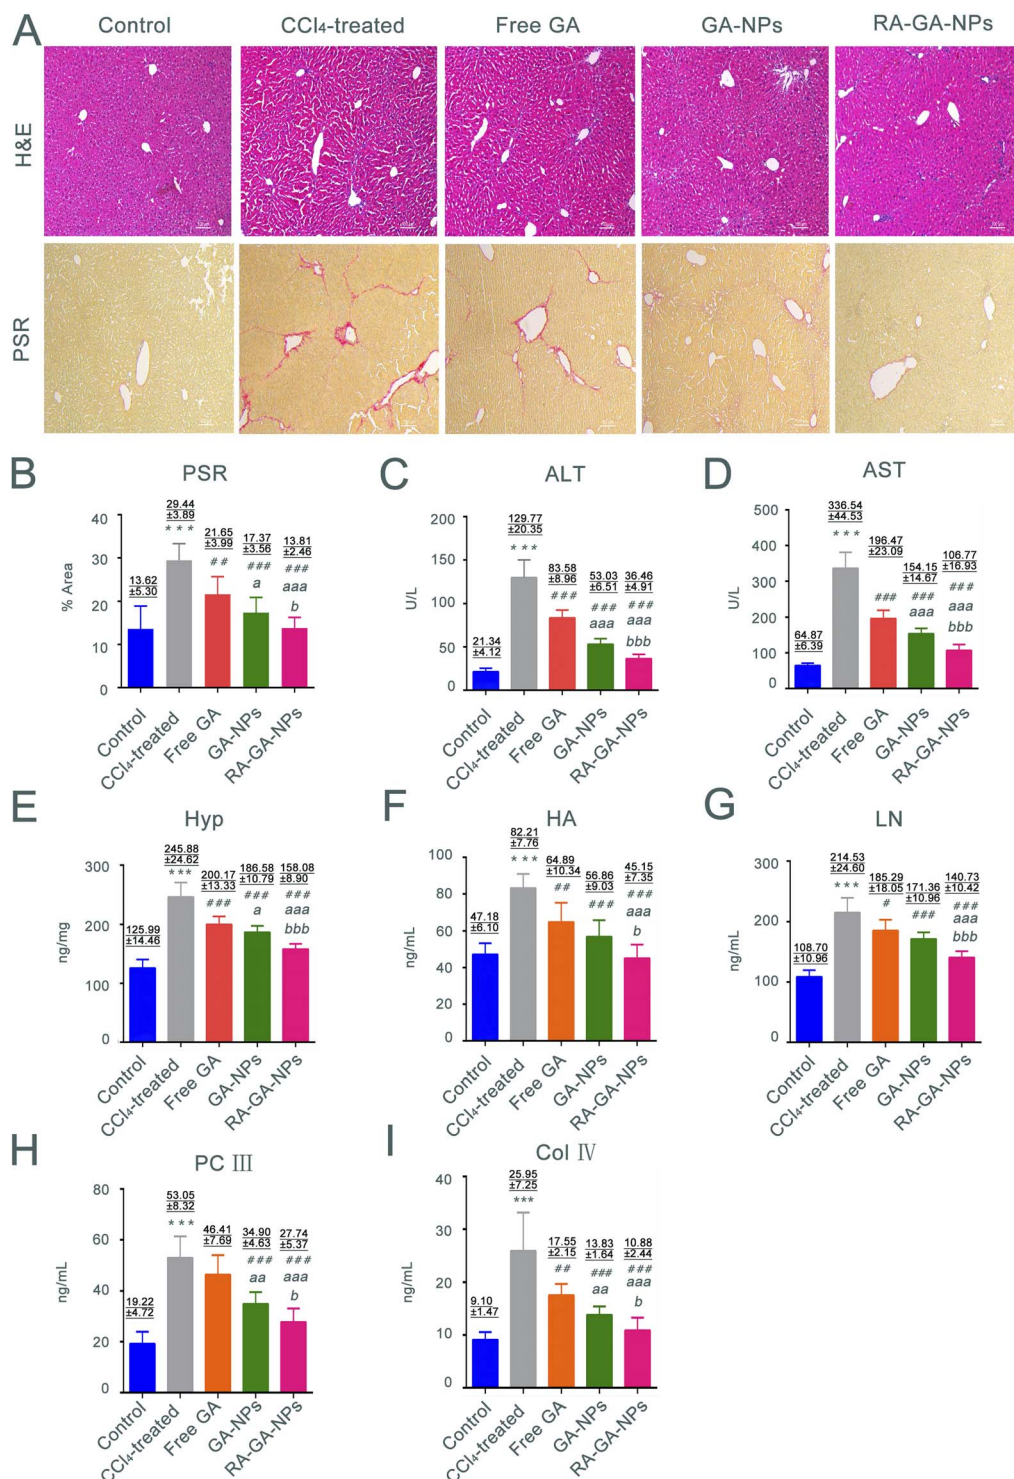 A
Control
CCl₄-treated
Free GA
GA-NPs
RA-GA-NPs
H&E
PSR
B
PSR
% Area
40
30
20
10
0
13.62
±5.30
29.44
±3.89
***
21.65
±3.99
##
17.37
±3.56
###
a
13.81
±2.46
###
aaa
b
Control
CCl₄-treated
Free GA
GA-NPs
RA-GA-NPs
C
ALT
U/L
200
150
100
50
0
21.34
±4.12
129.77
±20.35
***
83.58
±8.96
###
53.03
±6.51
###
aaa
36.46
±4.91
###
aaa
bbb
Control
CCl₄-treated
Free GA
GA-NPs
RA-GA-NPs
D
AST
U/L
500
400
300
200
100
0
64.87
±6.39
336.54
±44.53
***
196.47
±23.09
###
154.15
±14.67
###
aaa
106.77
±16.93
###
aaa
bbb
Control
CCl₄-treated
Free GA
GA-NPs
RA-GA-NPs
E
Hyp
ng/mg
300
200
100
0
125.99
±14.46
245.88
±24.62
***
200.17
±13.33
###
186.58
±10.79
###
a
158.08
±8.90
###
aaa
bbb
Control
CCl₄-treated
Free GA
GA-NPs
RA-GA-NPs
F
HA
ng/mL
100
80
60
40
20
0
47.18
±6.10
82.21
±7.76
***
64.89
±10.34
##
56.86
±9.03
###
45.15
±7.35
###
aaa
b
Control
CCl₄-treated
Free GA
GA-NPs
RA-GA-NPs
G
LN
ng/mL
300
200
100
0
108.70
±10.96
214.53
±24.60
***
185.29
±18.05
#
171.36
±10.96
###
140.73
±10.42
###
aaa
bbb
Control
CCl₄-treated
Free GA
GA-NPs
RA-GA-NPs
H
PC Ⅲ
ng/mL
80
60
40
20
0
19.22
±4.72
53.05
±8.32
***
46.41
±7.69
34.90
±4.63
###
aa
27.74
±5.37
###
aaa
b
Control
CCl₄-treated
Free GA
GA-NPs
RA-GA-NPs
I
Col Ⅳ
ng/mL
40
30
20
10
0
9.10
±1.47
25.95
±7.25
***
17.55
±2.15
##
13.83
±1.64
###
aa
10.88
±2.44
###
aaa
b
Control
CCl₄-treated
Free GA
GA-NPs
RA-GA-NPs